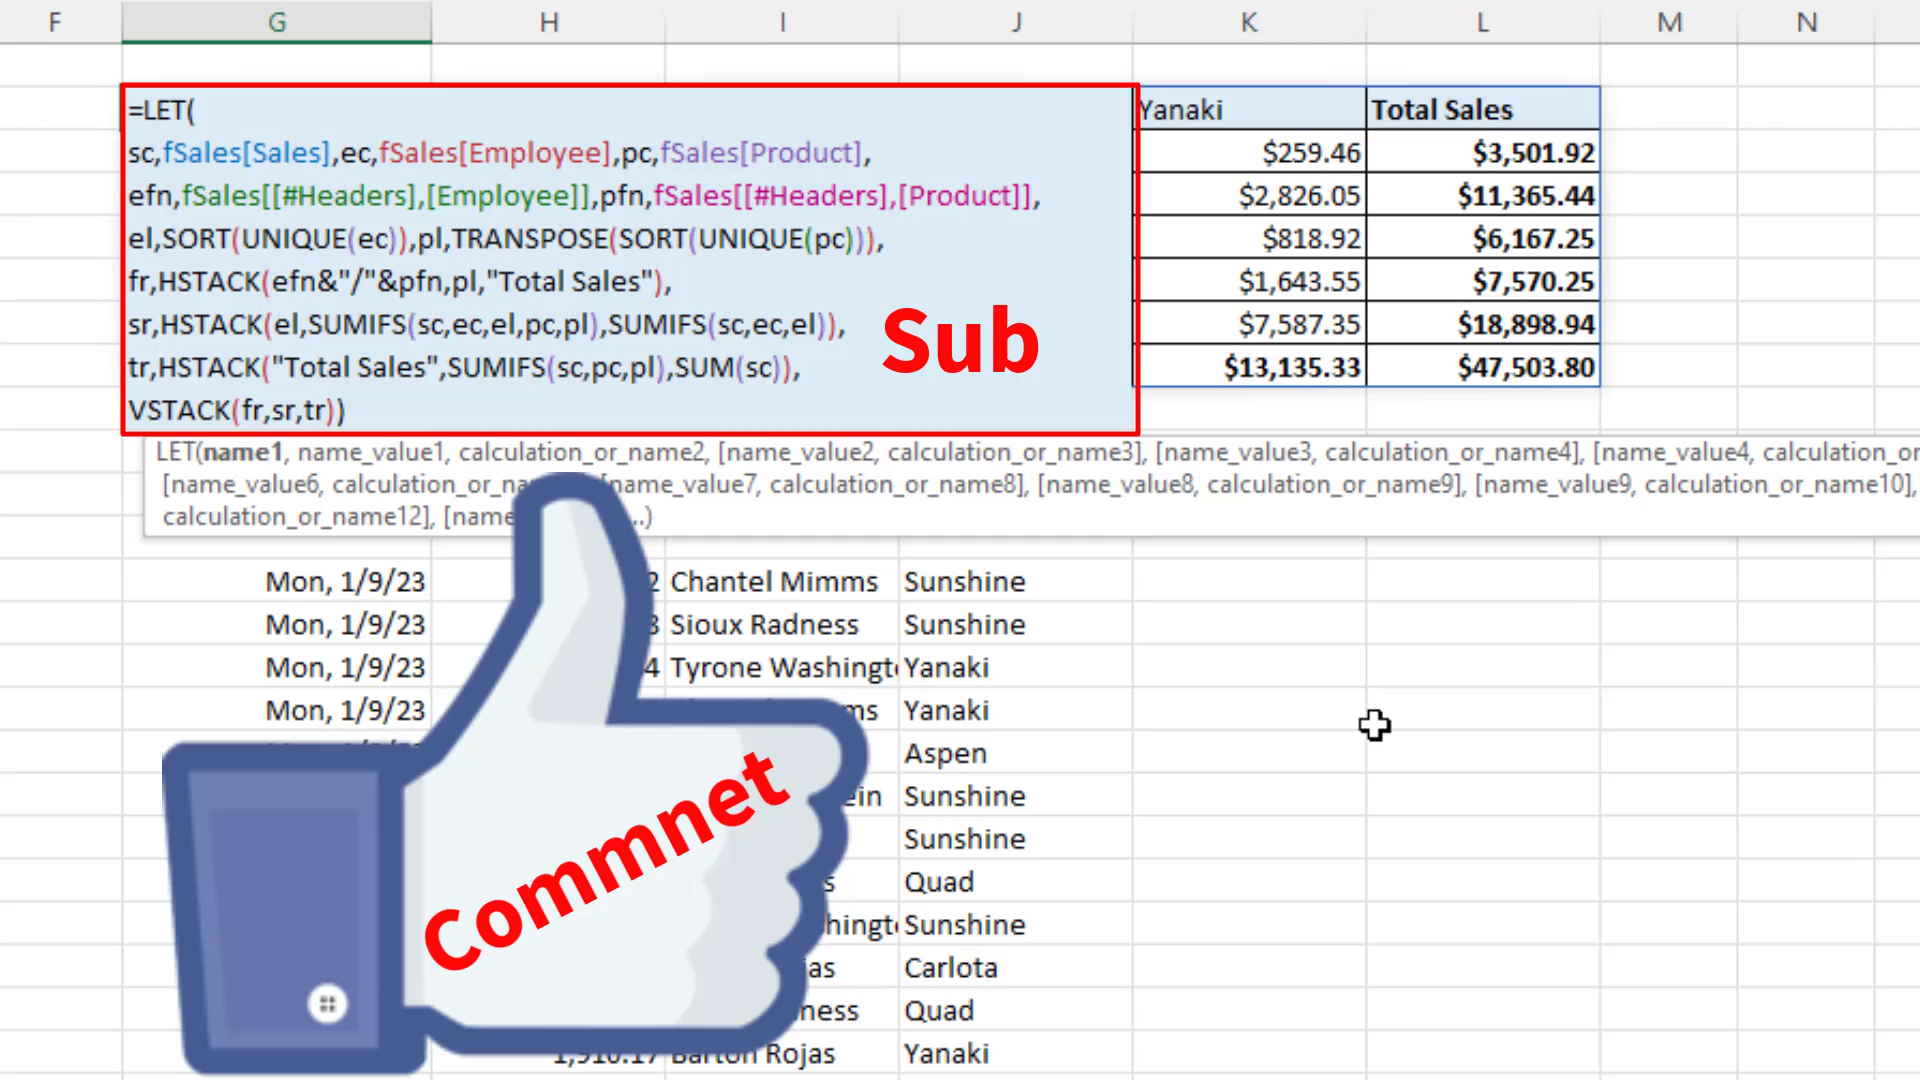 F G H I J K L M N
=LET(
sc,fSales[Sales],ec,fSales[Employee],pc,fSales[Product],
efn,fSales[[#Headers],[Employee]],pfn,fSales[[#Headers],[Product]],
el,SORT(UNIQUE(ec)),pl,TRANSPOSE(SORT(UNIQUE(pc))),
fr,HSTACK(efn&"/"&pfn,pl,"Total Sales"),
sr,HSTACK(el,SUMIFS(sc,ec,el,pc,pl),SUMIFS(sc,ec,el)),
tr,HSTACK("Total Sales",SUMIFS(sc,pc,pl),SUM(sc)),
VSTACK(fr,sr,tr))
Sub
Yanaki Total Sales
$259.46 $3,501.92
$2,826.05 $11,365.44
$818.92 $6,167.25
$1,643.55 $7,570.25
$7,587.35 $18,898.94
$13,135.33 $47,503.80
LET(name1, name_value1, calculation_or_name2, [name_value2, calculation_or_name3], [name_value3, calculation_or_name4], [name_value4,
[name_value6, [name_value7, calculation_or_name8], [name_value8, calculation_or_name9], [name_value9, calculation_or_name10],
calculation_or_name12], ...)
Mon, 1/9/23 Chantel Mimms Sunshine
Mon, 1/9/23 Sioux Radness Sunshine
Mon, 1/9/23 Tyrone Yanaki
Mon, 1/9/23 Yanaki
Aspen
Sunshine
Sunshine
Quad
Sunshine
Carlota
Quad
Rojas Yanaki
Commnet